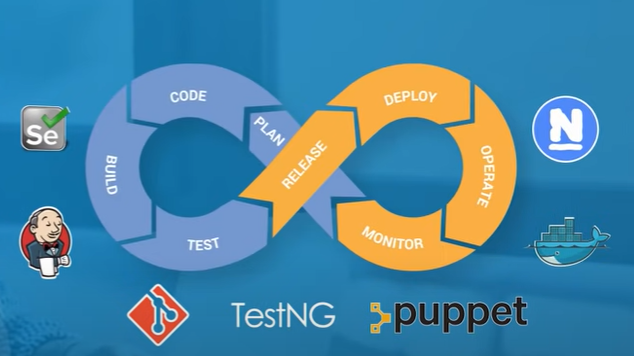 CODE
DEPLOY
PLAN
RELEASE
BUILD
OPERATE
TEST
MONITOR
Se
N
TestNG
puppet